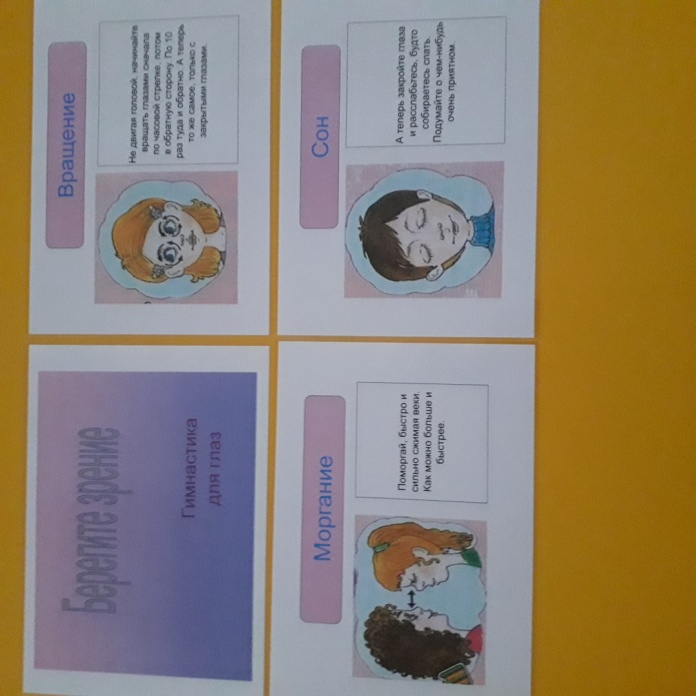 Берегите зрение
Гимнастика
для глаз
Вращение
Не двигая головой, начинайте
вращать глазами сначала
по часовой стрелке, потом
в обратную сторону. По 10
раз туда и обратно. А теперь
то же самое, только с
закрытыми глазами.
Моргание
Поморгай, быстро и
сильно сжимая веки.
Как можно больше и
быстрее.
Сон
А теперь закройте глаза
и расслабьтесь, будто
собираетесь спать.
Подумайте о чем-нибудь
очень приятном.